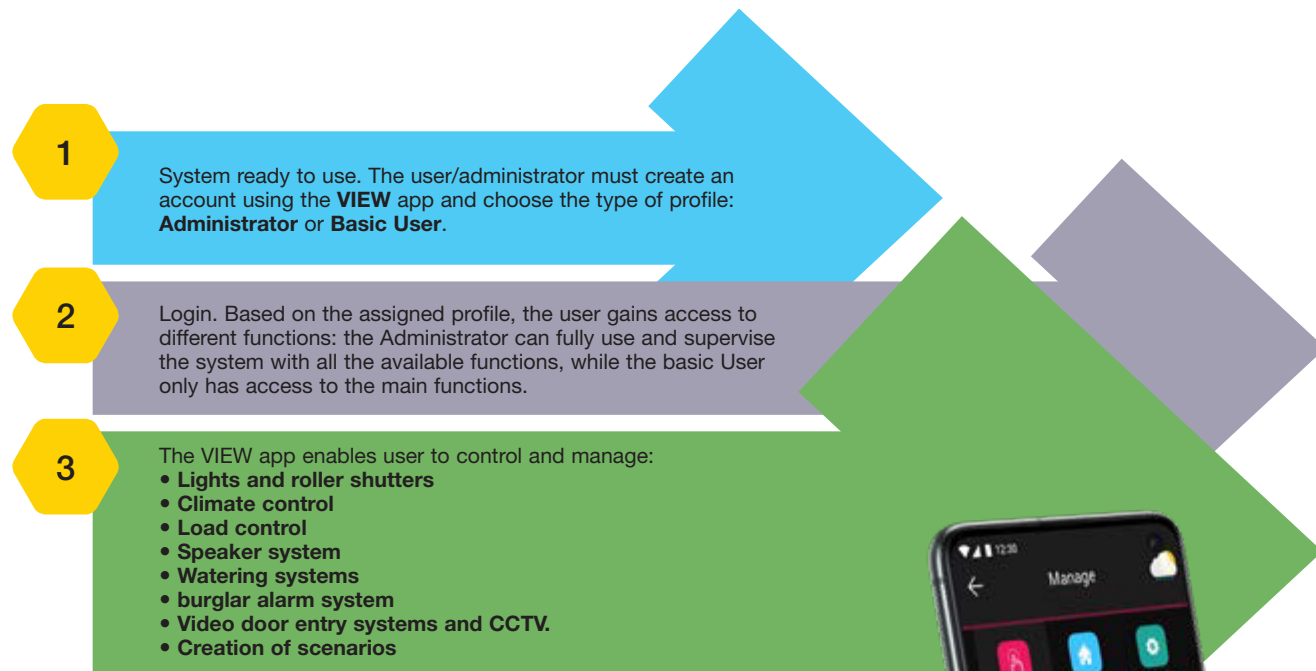 1
System ready to use. The user/administrator must create an
account using the VIEW app and choose the type of profile:
Administrator or Basic User.
2
Login. Based on the assigned profile, the user gains access to
different functions: the Administrator can fully use and supervise
the system with all the available functions, while the basic User
only has access to the main functions.
3
The VIEW app enables user to control and manage:
• Lights and roller shutters
• Climate control
• Load control
• Speaker system
• Watering systems
• burglar alarm system
• Video door entry systems and CCTV.
• Creation of scenarios
12:30
Manage